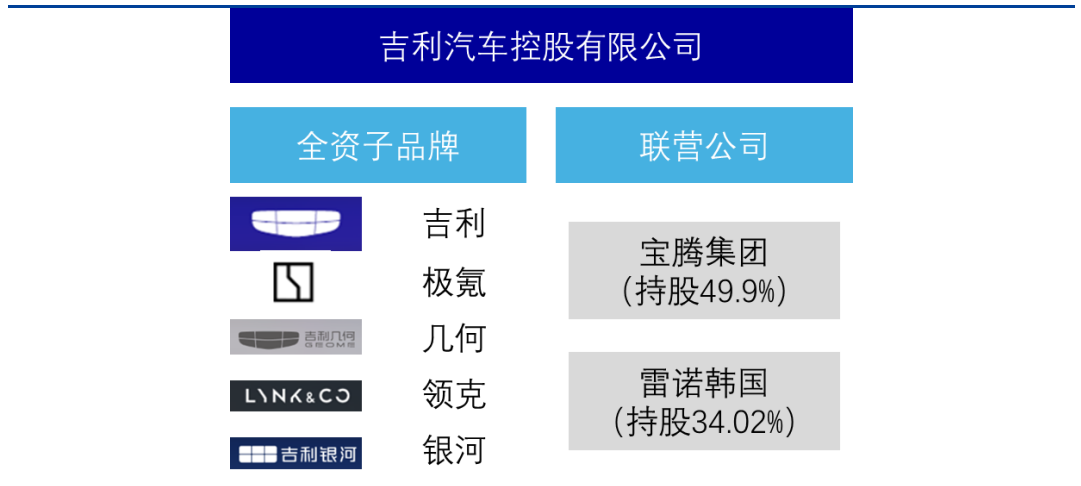 吉利汽车控股有限公司
全资子品牌
联营公司
吉利
极氪
吉利几何
GEOME
几何
LYNK&CO
领克
吉利银河
银河
宝腾集团
（持股49.9%）
雷诺韩国
（持股34.02%）